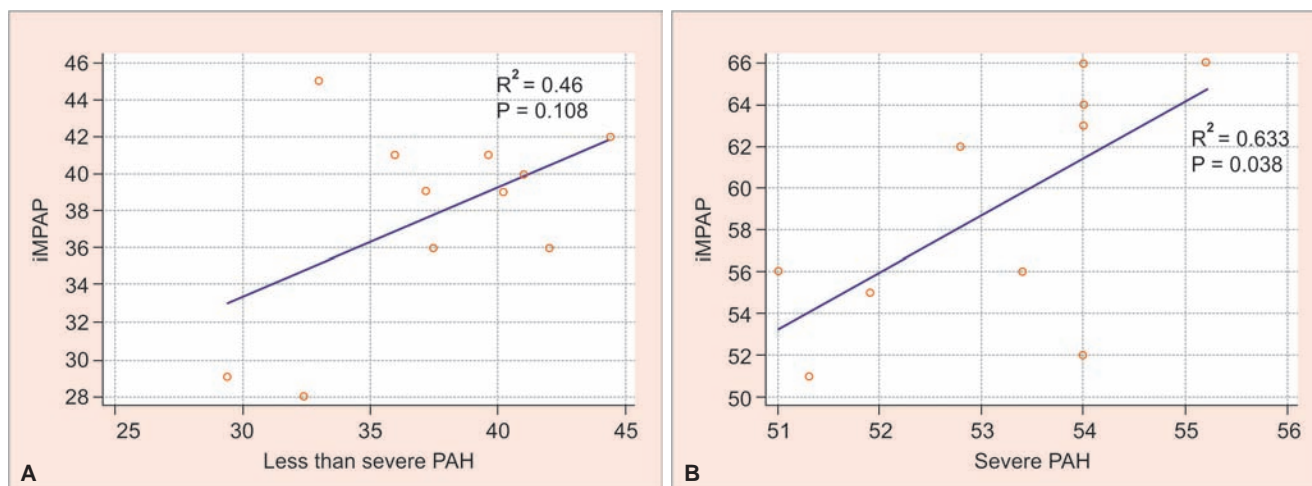 46
44
42
40
38
36
34
32
30
28
iMPAP
R² = 0.46
P = 0.108
25 30 35 40 45
Less than severe PAH
A
66
64
62
60
58
56
54
52
50
iMPAP
R² = 0.633
P = 0.038
51 52 53 54 55 56
Severe PAH
B